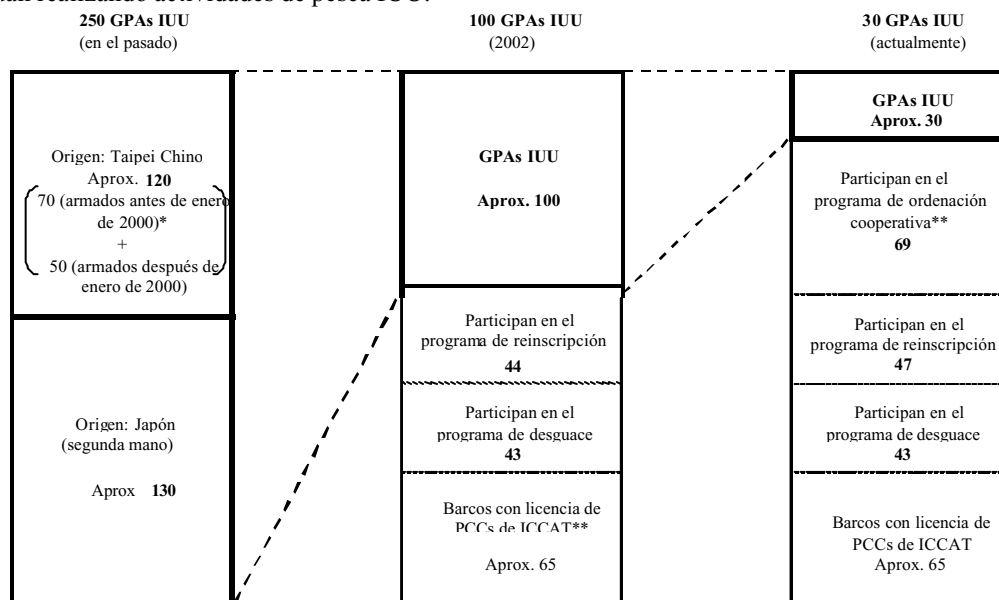 están realizando actividades de pesca IUU.
250 GPAs IUU
(en el pasado)
Origen: Taipei Chino
Aprox. 120
70 (armados antes de enero
de 2000)*
+
50 (armados después de
enero de 2000)
Origen: Japón
(segunda mano)
Aprox 130
100 GPAs IUU
(2002)
GPAs IUU
Aprox. 100
Participan en el
programa de reinscripción
44
Participan en el
programa de desguace
43
Barcos con licencia de
PCCs de ICCAT**
Aprox. 65
30 GPAs IUU
(actualmente)
GPAs IUU
Aprox. 30
Participan en el
programa de ordenación
cooperativa**
69
Participan en el
programa de reinscripción
47
Participan en el
programa de desguace
43
Barcos con licencia de
PCCs de ICCAT
Aprox. 65